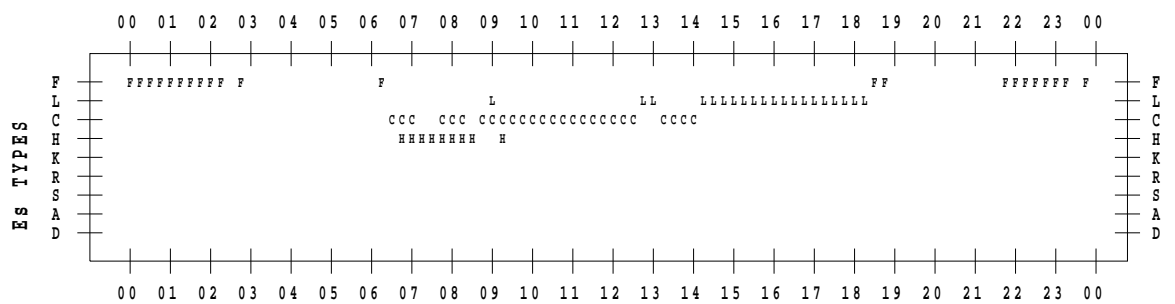 00 01 02 03 04 05 06 07 08 09 10 11 12 13 14 15 16 17 18 19 20 21 22 23 00
F FFFFFFFFFF F F FF FFFFFFF F F
L L LL LLLLLLLLLLLLLLLLL L
C CCC CCC CCCCCCCCCCCCCCCC CCCC C
H HHHHHHHH H H
K K
R R
S S
A A
D D
Es TYPES
00 01 02 03 04 05 06 07 08 09 10 11 12 13 14 15 16 17 18 19 20 21 22 23 00